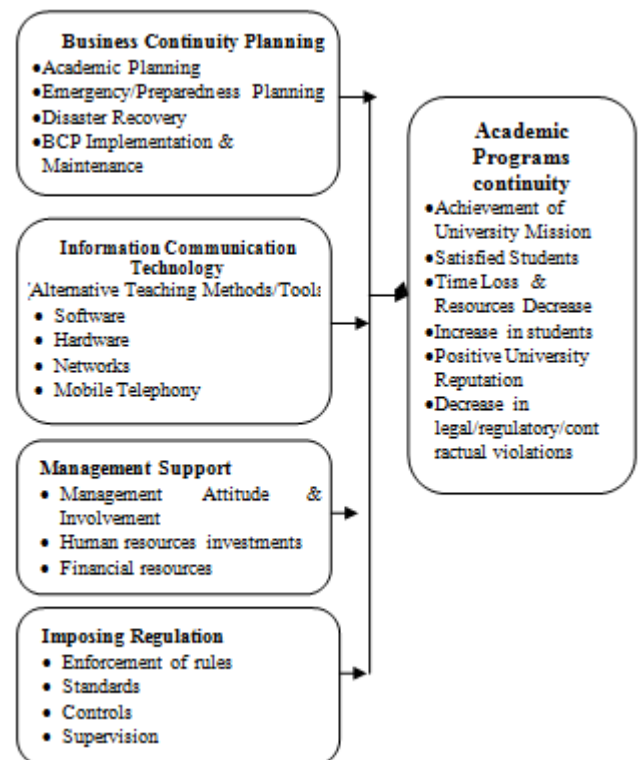 Business Continuity Planning
•Academic Planning
•Emergency/Preparedness Planning
•Disaster Recovery
•BCP Implementation &
Maintenance
Information Communication
Technology
(Alternative Teaching Methods/Tools
• Software
• Hardware
• Networks
• Mobile Telephony
Management Support
• Management Attitude &
Involvement
• Human resources investments
• Financial resources
Imposing Regulation
• Enforcement of rules
• Standards
• Controls
• Supervision
Academic
Programs
continuity
•Achievement of
University Mission
•Satisfied Students
•Time Loss &
Resources Decrease
•Increase in students
•Positive University
Reputation
•Decrease in
legal/regulatory/cont
ractual violations